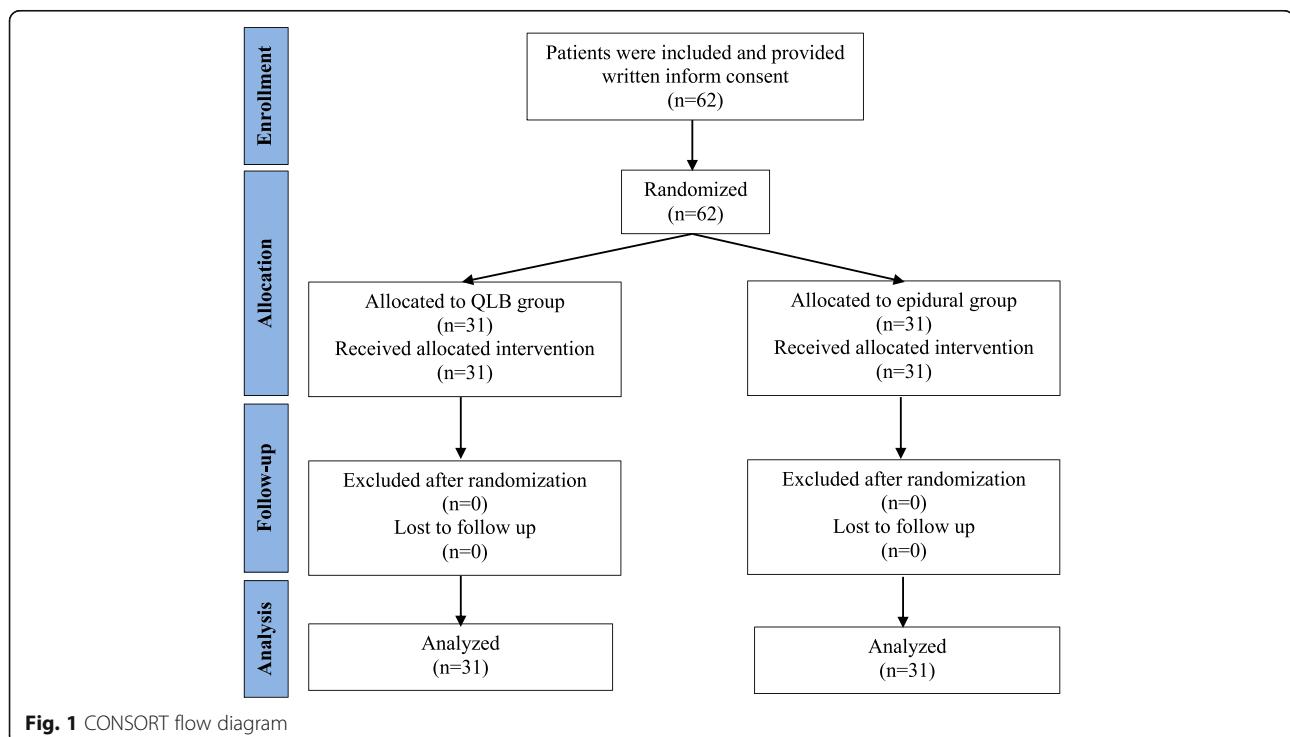 Enrollment
Patients were included and provided
written inform consent
(n=62)
Allocation
Randomized
(n=62)
Allocated to QLB group
(n=31)
Received allocated intervention
(n=31)
Allocated to epidural group
(n=31)
Received allocated intervention
(n=31)
Follow-up
Excluded after randomization
(n=0)
Lost to follow up
(n=0)
Excluded after randomization
(n=0)
Lost to follow up
(n=0)
Analysis
Analyzed
(n=31)
Analyzed
(n=31)
Fig. 1 CONSORT flow diagram